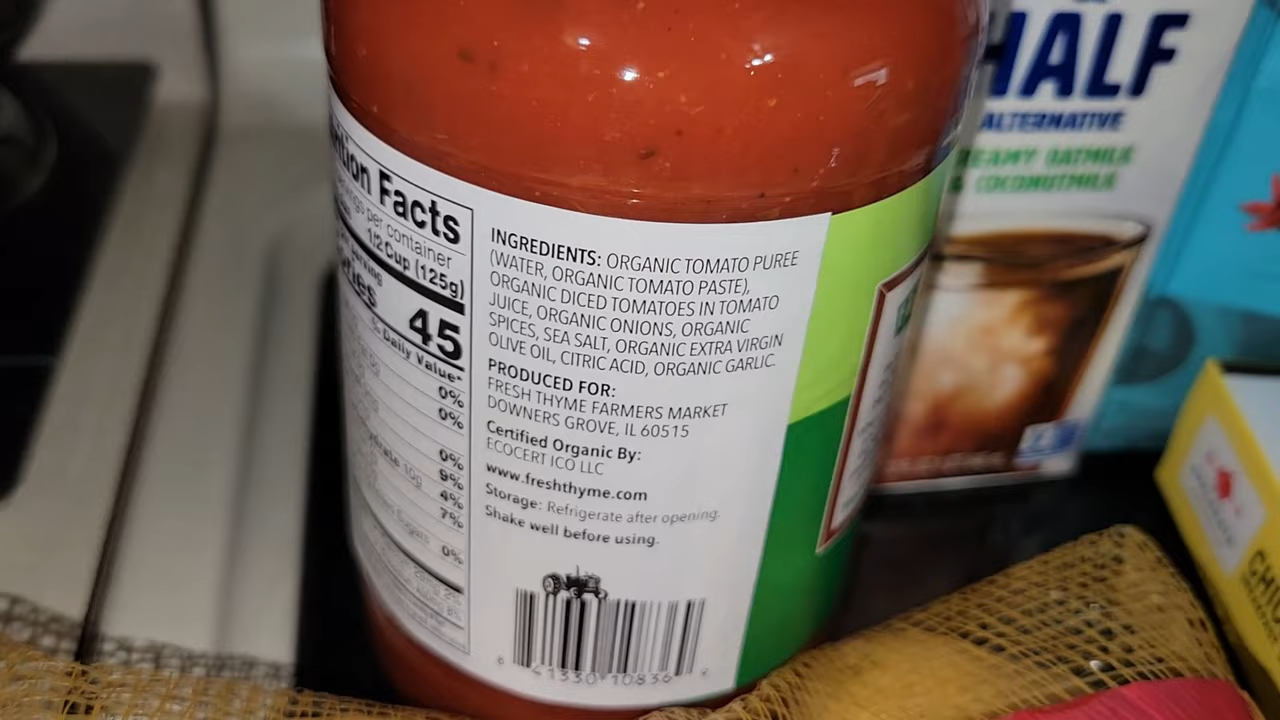 tion Facts
per container
1/2 Cup (125g)
serving
45
% Daily Value*
0%
0%
0%
9%
4%
7%
0%
INGREDIENTS: ORGANIC TOMATO PUREE
(WATER, ORGANIC TOMATO PASTE),
ORGANIC DICED TOMATOES IN TOMATO
JUICE, ORGANIC ONIONS, ORGANIC
SPICES, SEA SALT, ORGANIC EXTRA VIRGIN
OLIVE OIL, CITRIC ACID, ORGANIC GARLIC.
PRODUCED FOR:
FRESH THYME FARMERS MARKET
DOWNERS GROVE, IL 60515
Certified Organic By:
ECOCERT ICO LLC
www.freshthyme.com
Storage: Refrigerate after opening.
Shake well before using.
41330 10836
HALF
ALTERNATIVE
OATMILK
& COCONUTMILK